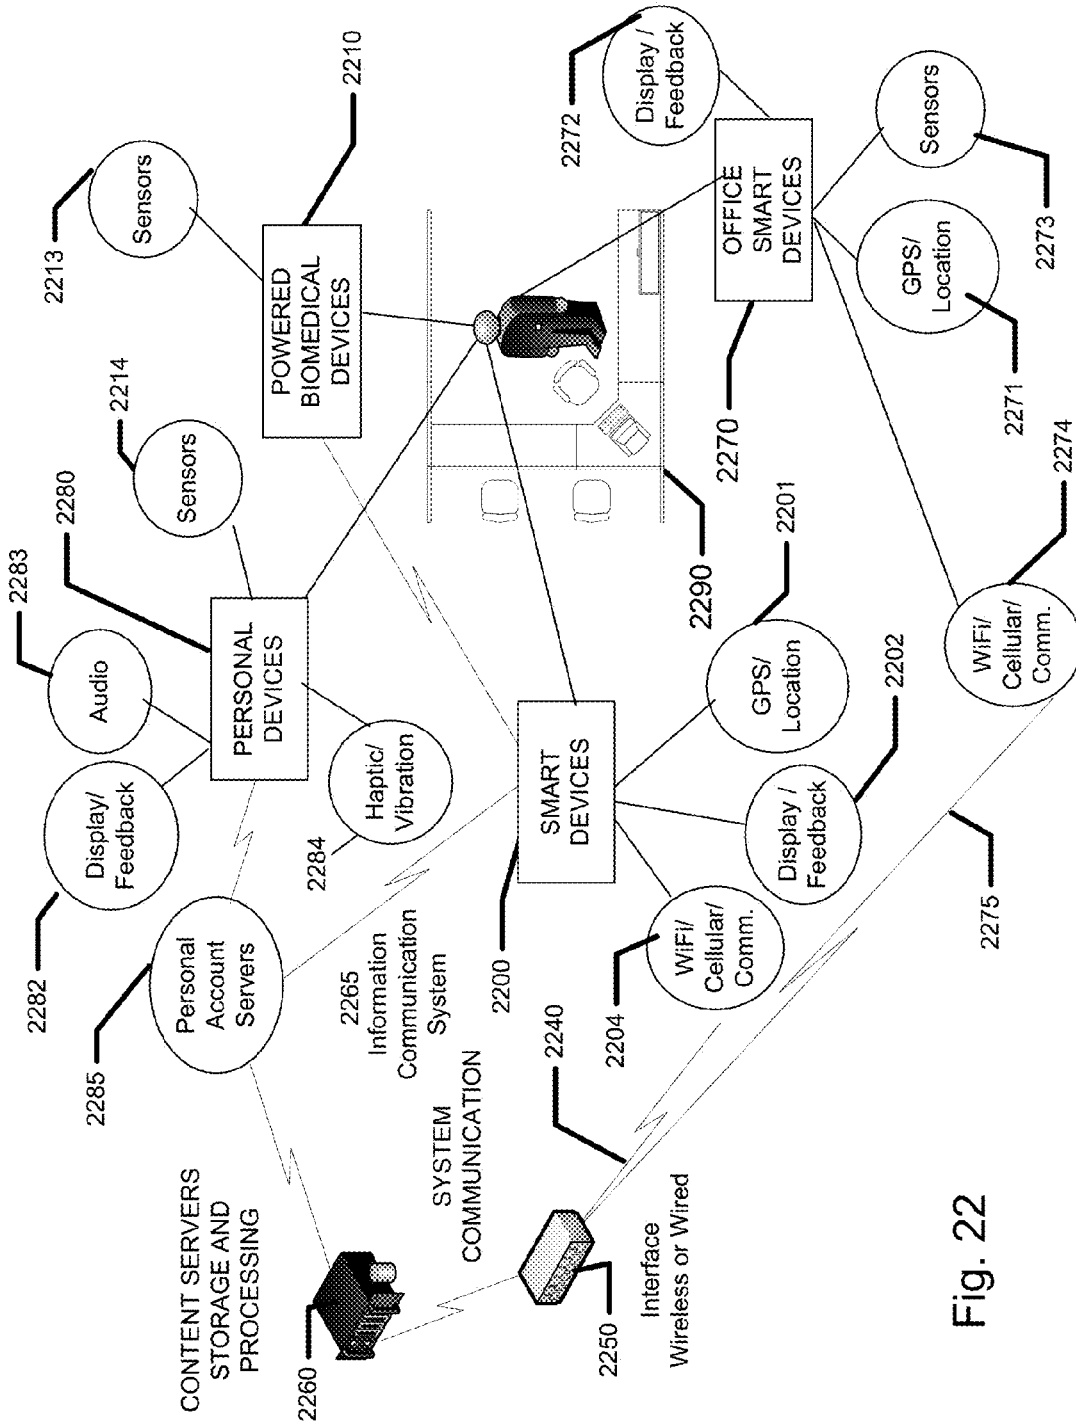 CONTENT SERVERS
STORAGE AND
PROCESSING
2260
2285
Personal
Account
Servers
2282
Display/
Feedback
2283
Audio
2280
PERSONAL
DEVICES
2284
Haptic/
Vibration
2214
Sensors
2213
Sensors
2210
POWERED
BIOMEDICAL
DEVICES
2265
Information
Communication
System
SYSTEM
COMMUNICATION
2250
Interface
Wireless or Wired
2240
2200
SMART
DEVICES
2204
WiFi/
Cellular/
Comm.
Display /
Feedback
2202
GPS/
Location
2201
2290
2270
OFFICE
SMART
DEVICES
2272
Display /
Feedback
Sensors
2273
GPS/
Location
2271
2274
WiFi/
Cellular/
Comm.
2275
Fig. 22